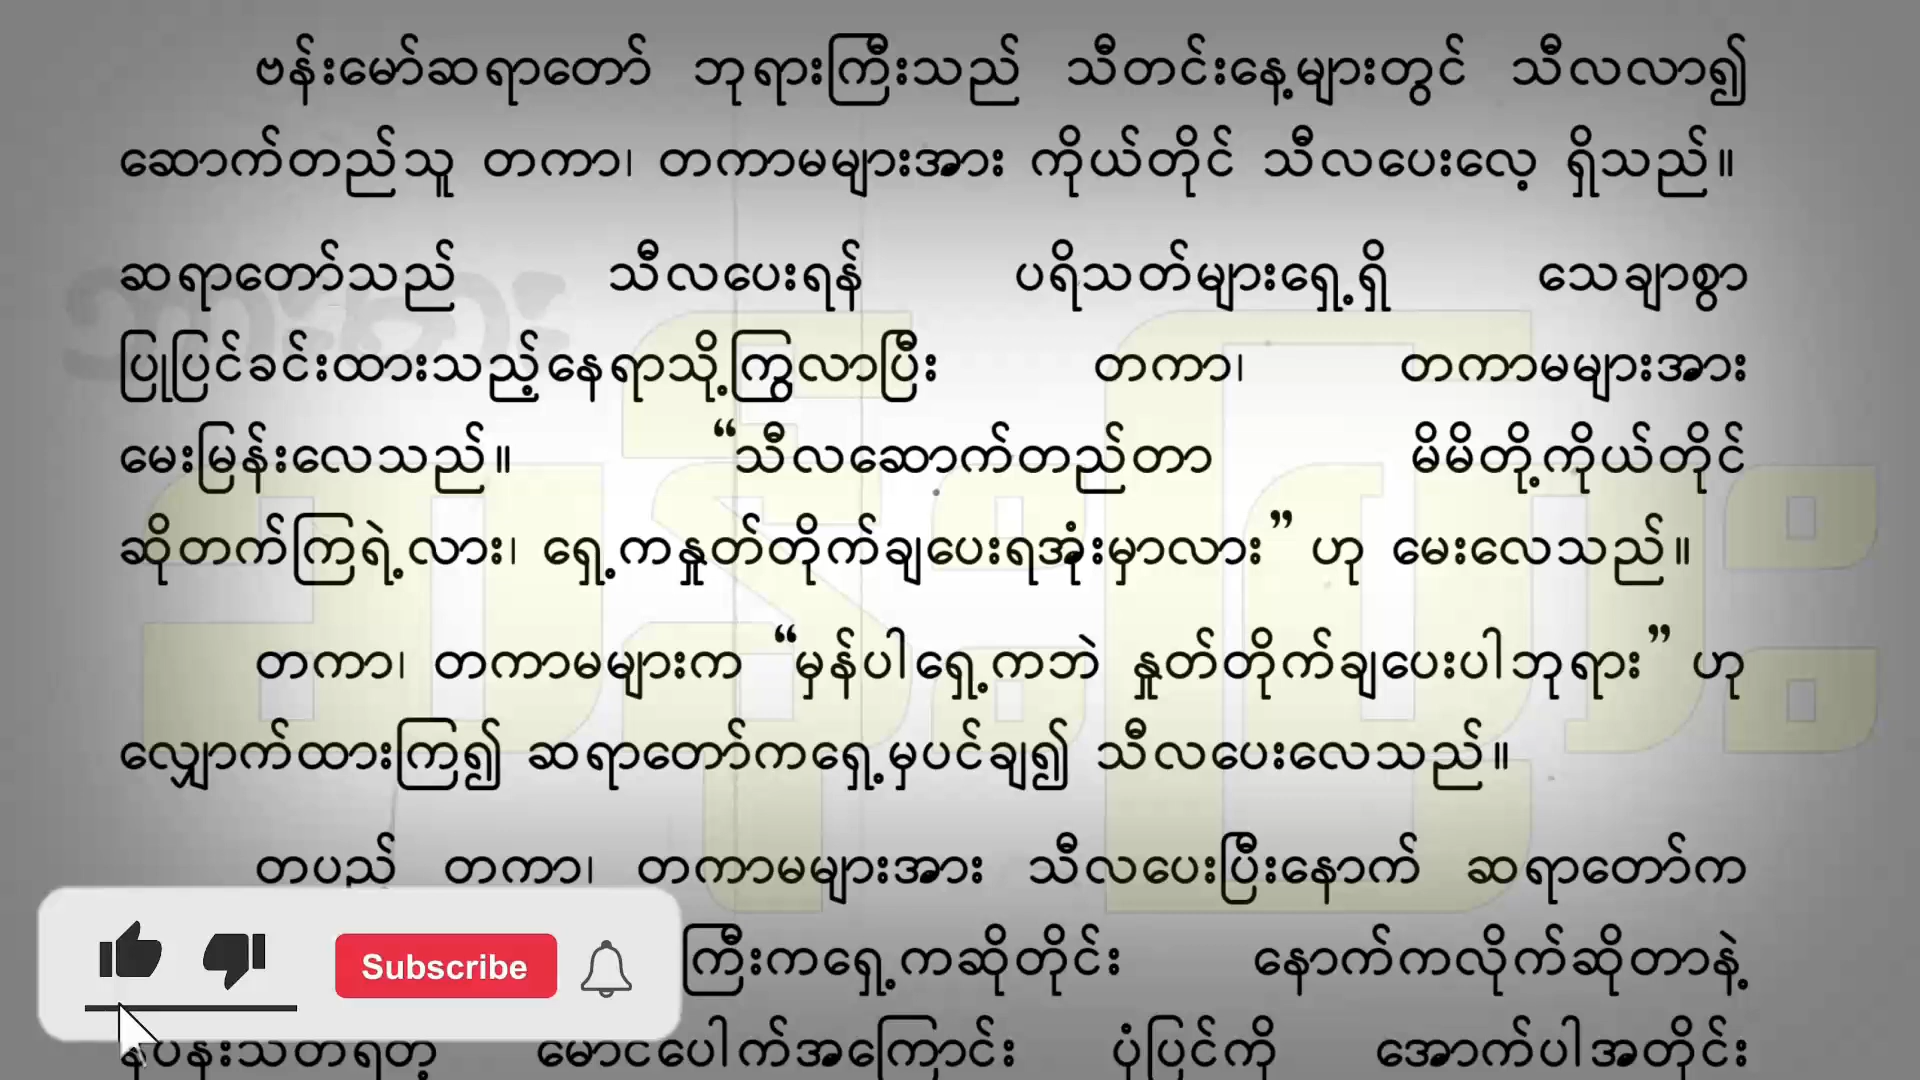 ဗန်းမော်ဆရာတော် ဘုရားကြီးသည် သီတင်းနေ့များတွင် သီလလာ၍
ဆောက်တည်သူ တကာ၊ တကာမများအား ကိုယ်တိုင် သီလပေးလေ့ ရှိသည်။
ဆရာတော်သည် သီလပေးရန် ပရိသတ်များရှေ့ရှိ သေချာစွာ
ပြုပြင်ခင်းထားသည့်နေရာသို့ကြွလာပြီး တကာ၊ တကာမများအား
မေးမြန်းလေသည်။ “သီလဆောက်တည်တာ မိမိတို့ကိုယ်တိုင်
ဆိုတက်ကြရဲ့လား၊ ရှေ့ကနှုတ်တိုက်ချပေးရအုံးမှာလား” ဟု မေးလေသည်။
တကာ၊ တကာမများက “မှန်ပါရှေ့ကဘဲ နှုတ်တိုက်ချပေးပါဘုရား” ဟု
လျှောက်ထားကြ၍ ဆရာတော်ကရှေ့မှပင်ချ၍ သီလပေးလေသည်။
တပည့် တကာ၊ တကာမများအား သီလပေးပြီးနောက် ဆရာတော်က
ကြီးကရှေ့ကဆိုတိုင်း နောက်ကလိုက်ဆိုတာနဲ့
မောင်ပေါက်အကြောင်း ပုံပြင်ကို အောက်ပါအတိုင်း
Subscribe